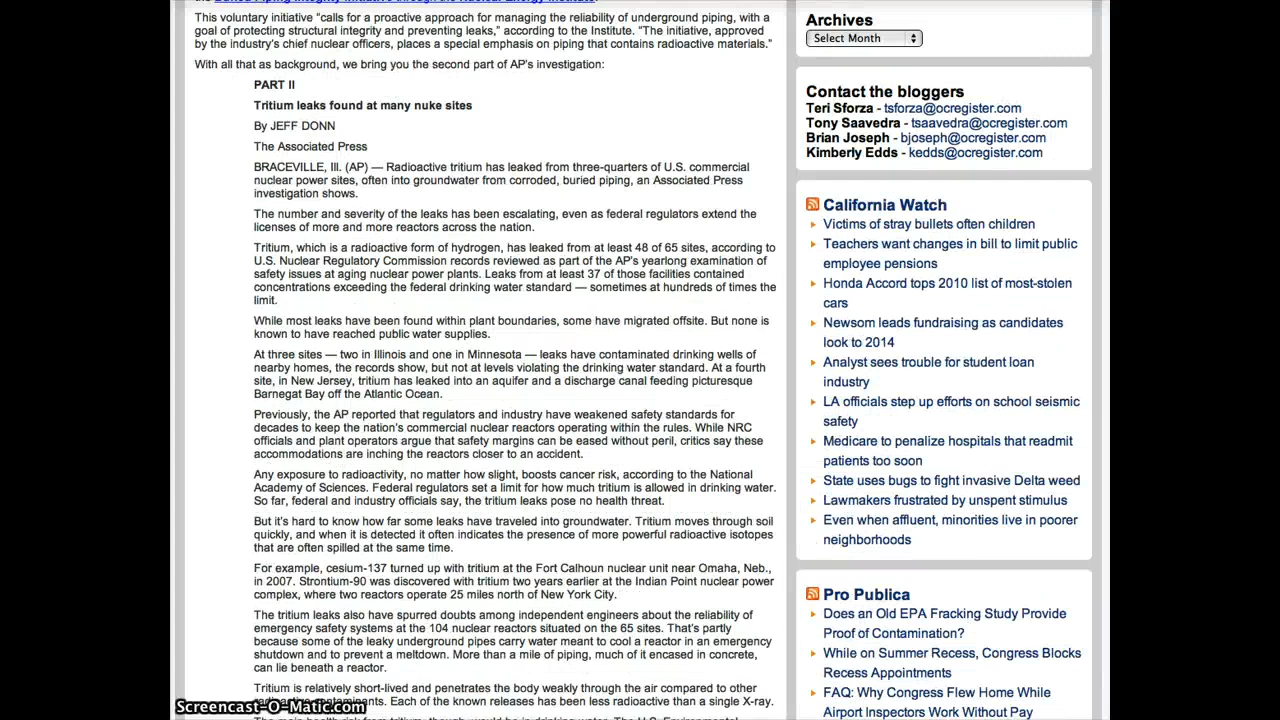 the Buried Piping Integrity Initiative through the Nuclear Energy Institute.
This voluntary initiative “calls for a proactive approach for managing the reliability of underground piping, with a
goal of protecting structural integrity and preventing leaks,” according to the Institute. “The initiative, approved
by the industry’s chief nuclear officers, places a special emphasis on piping that contains radioactive materials.”
With all that as background, we bring you the second part of AP’s investigation:
PART II
Tritium leaks found at many nuke sites
By JEFF DONN
The Associated Press
BRACEVILLE, Ill. (AP) — Radioactive tritium has leaked from three-quarters of U.S. commercial
nuclear power sites, often into groundwater from corroded, buried piping, an Associated Press
investigation shows.
The number and severity of the leaks has been escalating, even as federal regulators extend the
licenses of more and more reactors across the nation.
Tritium, which is a radioactive form of hydrogen, has leaked from at least 48 of 65 sites, according to
U.S. Nuclear Regulatory Commission records reviewed as part of the AP’s yearlong examination of
safety issues at aging nuclear power plants. Leaks from at least 37 of those facilities contained
concentrations exceeding the federal drinking water standard — sometimes at hundreds of times the
limit.
While most leaks have been found within plant boundaries, some have migrated offsite. But none is
known to have reached public water supplies.
At three sites — two in Illinois and one in Minnesota — leaks have contaminated drinking wells of
nearby homes, the records show, but not at levels violating the drinking water standard. At a fourth
site, in New Jersey, tritium has leaked into an aquifer and a discharge canal feeding picturesque
Barnegat Bay off the Atlantic Ocean.
Previously, the AP reported that regulators and industry have weakened safety standards for
decades to keep the nation’s commercial nuclear reactors operating within the rules. While NRC
officials and plant operators argue that safety margins can be eased without peril, critics say these
accommodations are inching the reactors closer to an accident.
Any exposure to radioactivity, no matter how slight, boosts cancer risk, according to the National
Academy of Sciences. Federal regulators set a limit for how much tritium is allowed in drinking water.
So far, federal and industry officials say, the tritium leaks pose no health threat.
But it’s hard to know how far some leaks have traveled into groundwater. Tritium moves through soil
quickly, and when it is detected it often indicates the presence of more powerful radioactive isotopes
that are often spilled at the same time.
For example, cesium-137 turned up with tritium at the Fort Calhoun nuclear unit near Omaha, Neb.,
in 2007. Strontium-90 was discovered with tritium two years earlier at the Indian Point nuclear power
complex, where two reactors operate 25 miles north of New York City.
The tritium leaks also have spurred doubts among independent engineers about the reliability of
emergency safety systems at the 104 nuclear reactors situated on the 65 sites. That’s partly
because some of the leaky underground pipes carry water meant to cool a reactor in an emergency
shutdown and to prevent a meltdown. More than a mile of piping, much of it encased in concrete,
can lie beneath a reactor.
Tritium is relatively short-lived and penetrates the body weakly through the air compared to other
Each of the known releases has been less radioactive than a single X-ray.
Screencast-O-Matic.com
Archives
Select Month
Contact the bloggers
Teri Sforza - tsforza@ocregister.com
Tony Saavedra - tsaavedra@ocregister.com
Brian Joseph - bjoseph@ocregister.com
Kimberly Edds - kedds@ocregister.com
California Watch
Victims of stray bullets often children
Teachers want changes in bill to limit public
employee pensions
Honda Accord tops 2010 list of most-stolen
cars
Newsom leads fundraising as candidates
look to 2014
Analyst sees trouble for student loan
industry
LA officials step up efforts on school seismic
safety
Medicare to penalize hospitals that readmit
patients too soon
State uses bugs to fight invasive Delta weed
Lawmakers frustrated by unspent stimulus
Even when affluent, minorities live in poorer
neighborhoods
Pro Publica
Does an Old EPA Fracking Study Provide
Proof of Contamination?
While on Summer Recess, Congress Blocks
Recess Appointments
FAQ: Why Congress Flew Home While
Airport Inspectors Work Without Pay